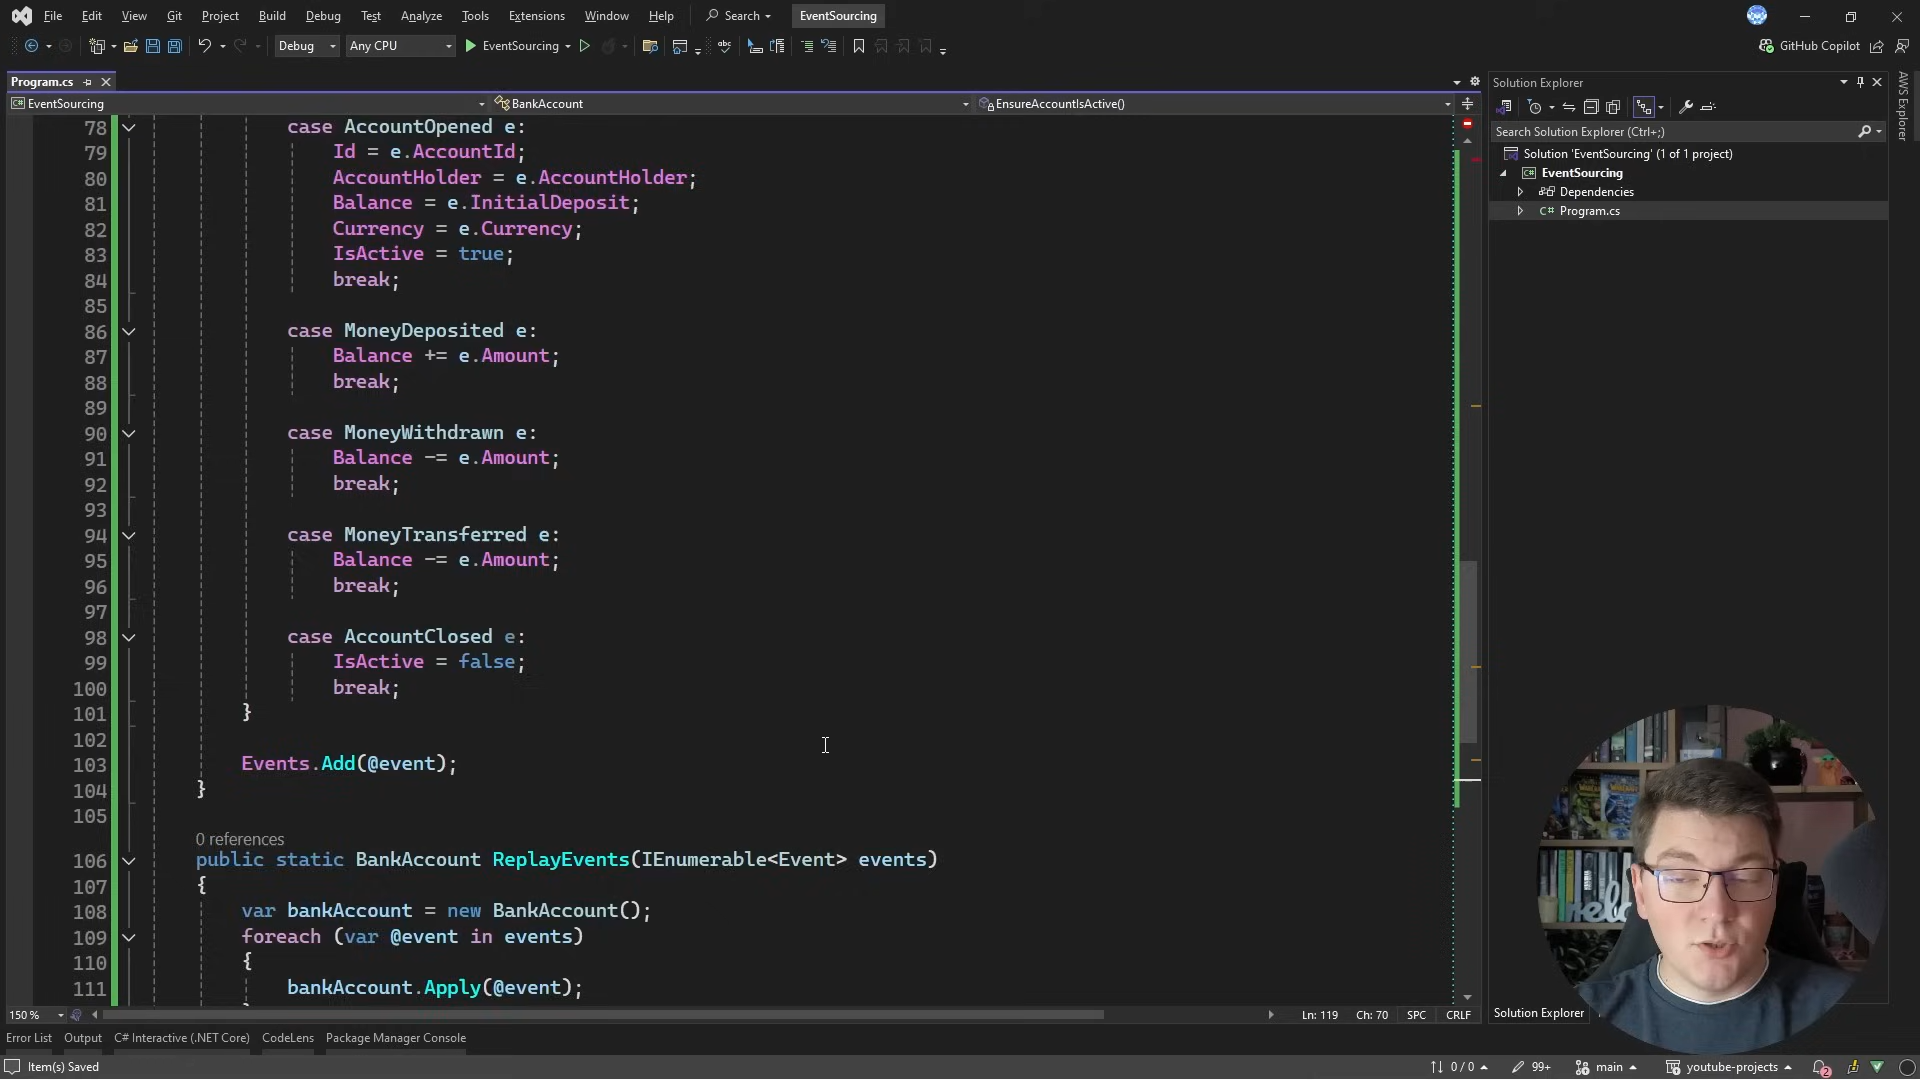 File Edit View Git Project Build Debug Test Analyze Tools Extensions Window Help Search EventSourcing
Debug Any CPU EventSourcing GitHub Copilot
Program.cs
EventSourcing BankAccount EnsureAccountIsActive()
78 case AccountOpened e:
79 Id = e.AccountId;
80 AccountHolder = e.AccountHolder;
81 Balance = e.InitialDeposit;
82 Currency = e.Currency;
83 IsActive = true;
84 break;
85
86 case MoneyDeposited e:
87 Balance += e.Amount;
88 break;
89
90 case MoneyWithdrawn e:
91 Balance -= e.Amount;
92 break;
93
94 case MoneyTransferred e:
95 Balance -= e.Amount;
96 break;
97
98 case AccountClosed e:
99 IsActive = false;
100 break;
101 }
102
103 Events.Add(@event);
104 }
105
0 references
106 public static BankAccount ReplayEvents(IEnumerable<Event> events)
107 {
108 var bankAccount = new BankAccount();
109 foreach (var @event in events)
110 {
111 bankAccount.Apply(@event);
150 % Ln: 119 Ch: 70 SPC CRLF
Error List Output C# Interactive (.NET Core) CodeLens Package Manager Console
Item(s) Saved 0 / 0 99+ main youtube-projects 2
Solution Explorer
Search Solution Explorer (Ctrl+;)
Solution 'EventSourcing' (1 of 1 project)
EventSourcing
Dependencies
C# Program.cs
Solution Explorer
AWS Explorer